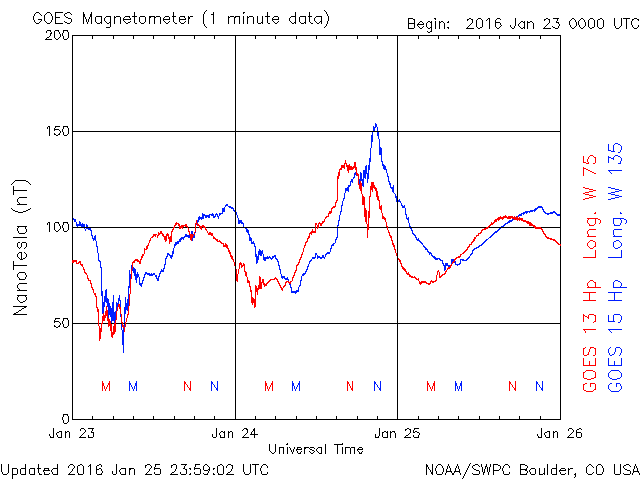 GOES Magnetometer (1 minute data)
Begin: 2016 Jan 23 0000 UTC
200
150
100
50
0
NanoTesla (nT)
M M N N M M N N M M N N
Jan 23 Jan 24 Jan 25 Jan 26
Universal Time
GOES 13 Hp Long. W 75
GOES 15 Hp Long. W 135
Updated 2016 Jan 25 23:59:02 UTC
NOAA/SWPC Boulder, CO USA